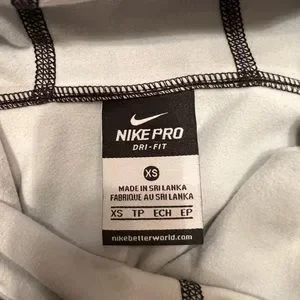 NIKE PRO
DRI-FIT
XS
MADE IN SRI LANKA
FABRIQUE AU SRI LANKA
XS TP ECH EP
nikebetterworld.com